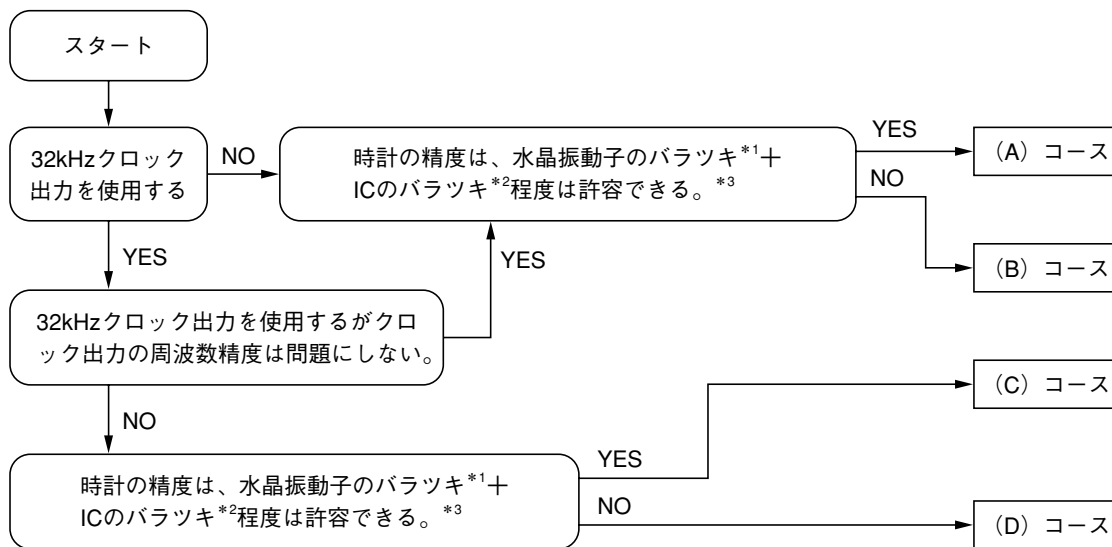 スタート
32kHzクロック
出力を使用する
NO
時計の精度は、水晶振動子のバラツキ*1＋
ICのバラツキ*2程度は許容できる。*3
YES
（A）コース
NO
（B）コース
YES
YES
32kHzクロック出力を使用するがクロ
ック出力の周波数精度は問題にしない。
（C）コース
NO
時計の精度は、水晶振動子のバラツキ*1＋
ICのバラツキ*2程度は許容できる。*3
YES
NO
（D）コース